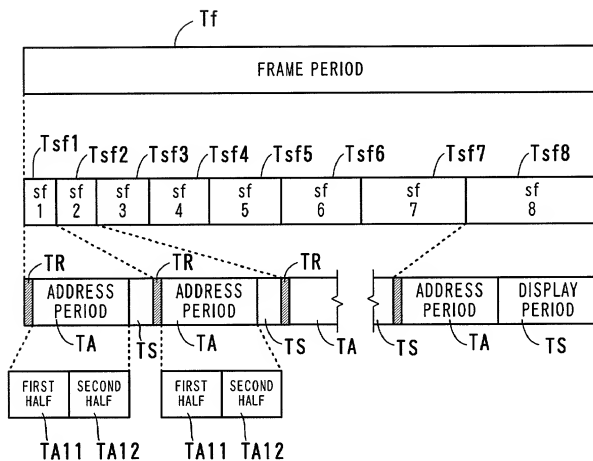 Tf
FRAME PERIOD
Tsf1 Tsf2 Tsf3 Tsf4 Tsf5 Tsf6 Tsf7 Tsf8
sf 1 sf 2 sf 3 sf 4 sf 5 sf 6 sf 7 sf 8
TR TR TR
ADDRESS PERIOD ADDRESS PERIOD ADDRESS PERIOD DISPLAY PERIOD
TA TS TA TS TA TS TA TS
FIRST HALF SECOND HALF FIRST HALF SECOND HALF
TA11 TA12 TA11 TA12